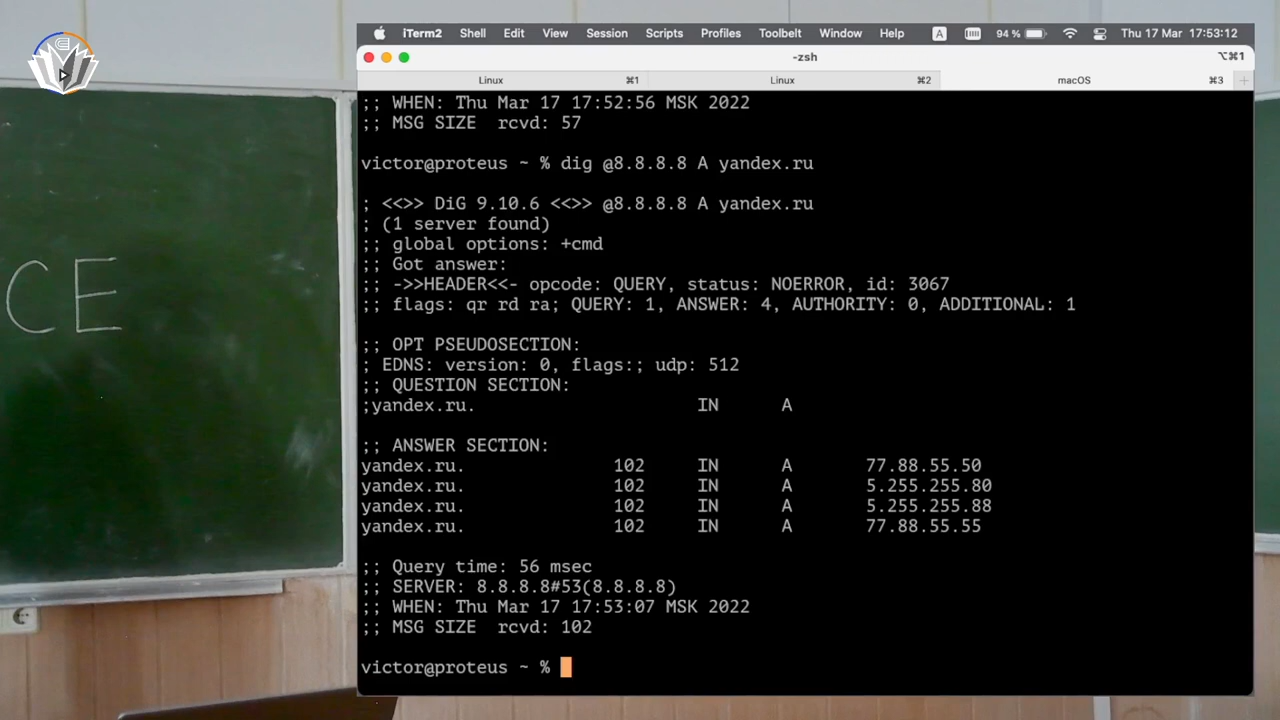 CE
iTerm2 Shell Edit View Session Scripts Profiles Toolbelt Window Help A 94 % Thu 17 Mar 17:53:12
-zsh ⌥⌘1
Linux ⌘1 Linux ⌘2 macOS ⌘3 +
;; WHEN: Thu Mar 17 17:52:56 MSK 2022
;; MSG SIZE rcvd: 57
victor@proteus ~ % dig @8.8.8.8 A yandex.ru
; <<>> DiG 9.10.6 <<>> @8.8.8.8 A yandex.ru
; (1 server found)
;; global options: +cmd
;; Got answer:
;; ->>HEADER<<- opcode: QUERY, status: NOERROR, id: 3067
;; flags: qr rd ra; QUERY: 1, ANSWER: 4, AUTHORITY: 0, ADDITIONAL: 1
;; OPT PSEUDOSECTION:
; EDNS: version: 0, flags:; udp: 512
;; QUESTION SECTION:
;yandex.ru. IN A
;; ANSWER SECTION:
yandex.ru. 102 IN A 77.88.55.50
yandex.ru. 102 IN A 5.255.255.80
yandex.ru. 102 IN A 5.255.255.88
yandex.ru. 102 IN A 77.88.55.55
;; Query time: 56 msec
;; SERVER: 8.8.8.8#53(8.8.8.8)
;; WHEN: Thu Mar 17 17:53:07 MSK 2022
;; MSG SIZE rcvd: 102
victor@proteus ~ %